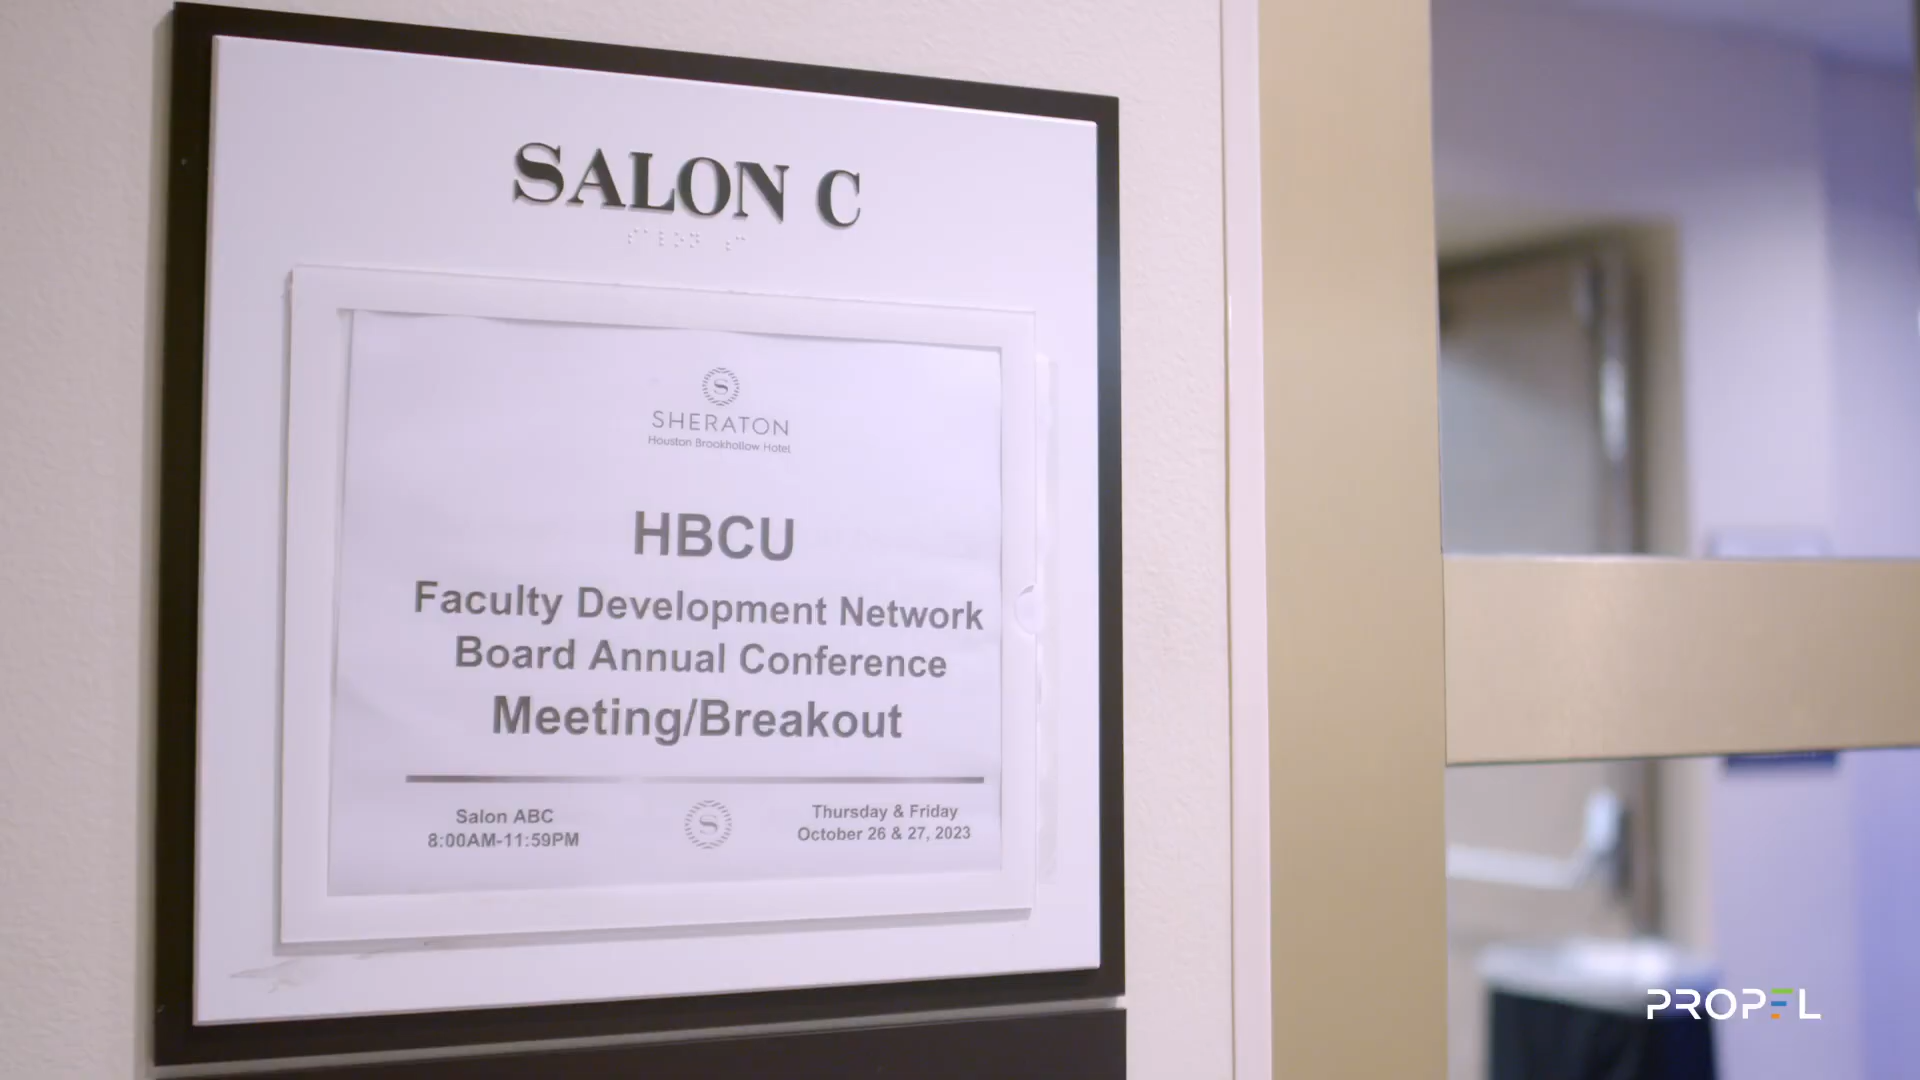 SALON C
SHERATON
Houston Brookhollow Hotel
HBCU
Faculty Development Network
Board Annual Conference
Meeting/Breakout
Salon ABC
8:00AM-11:59PM
S
Thursday & Friday
October 26 & 27, 2023
PROPEL